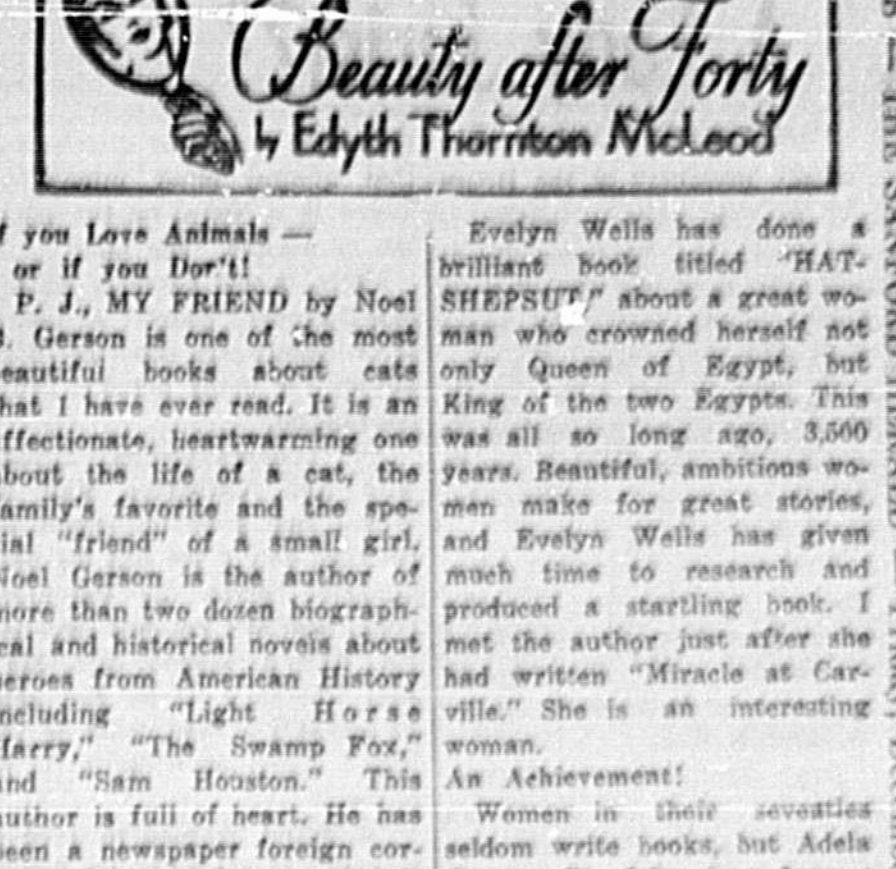 Beauty after Forty
by Edyth Thornton McLeod
f you Love Animals —
or if you Don't!
P. J., MY FRIEND by Noel
B. Gerson is one of the most
eautiful books about cats
hat I have ever read. It is an
ffectionate, heartwarming one
bout the life of a cat, the
amily's favorite and the spe-
ial "friend" of a small girl.
Noel Gerson is the author of
more than two dozen biograph-
cal and historical novels about
heroes from American History
ncluding "Light Horse
Harry," "The Swamp Fox,"
nd "Sam Houston." This
uthor is full of heart. He has
been a newspaper foreign cor-
Evelyn Wells has done a
brilliant book titled "HAT-
SHEPSUT," about a great wo-
man who crowned herself not
only Queen of Egypt, but
King of the two Egypts. This
was all so long ago, 3,500
years. Beautiful, ambitious wo-
men make for great stories,
and Evelyn Wells has given
much time to research and
produced a startling book. I
met the author just after she
had written "Miracle at Car-
ville." She is an interesting
woman.
An Achievement!
Women in their seventies
seldom write books, but Adela